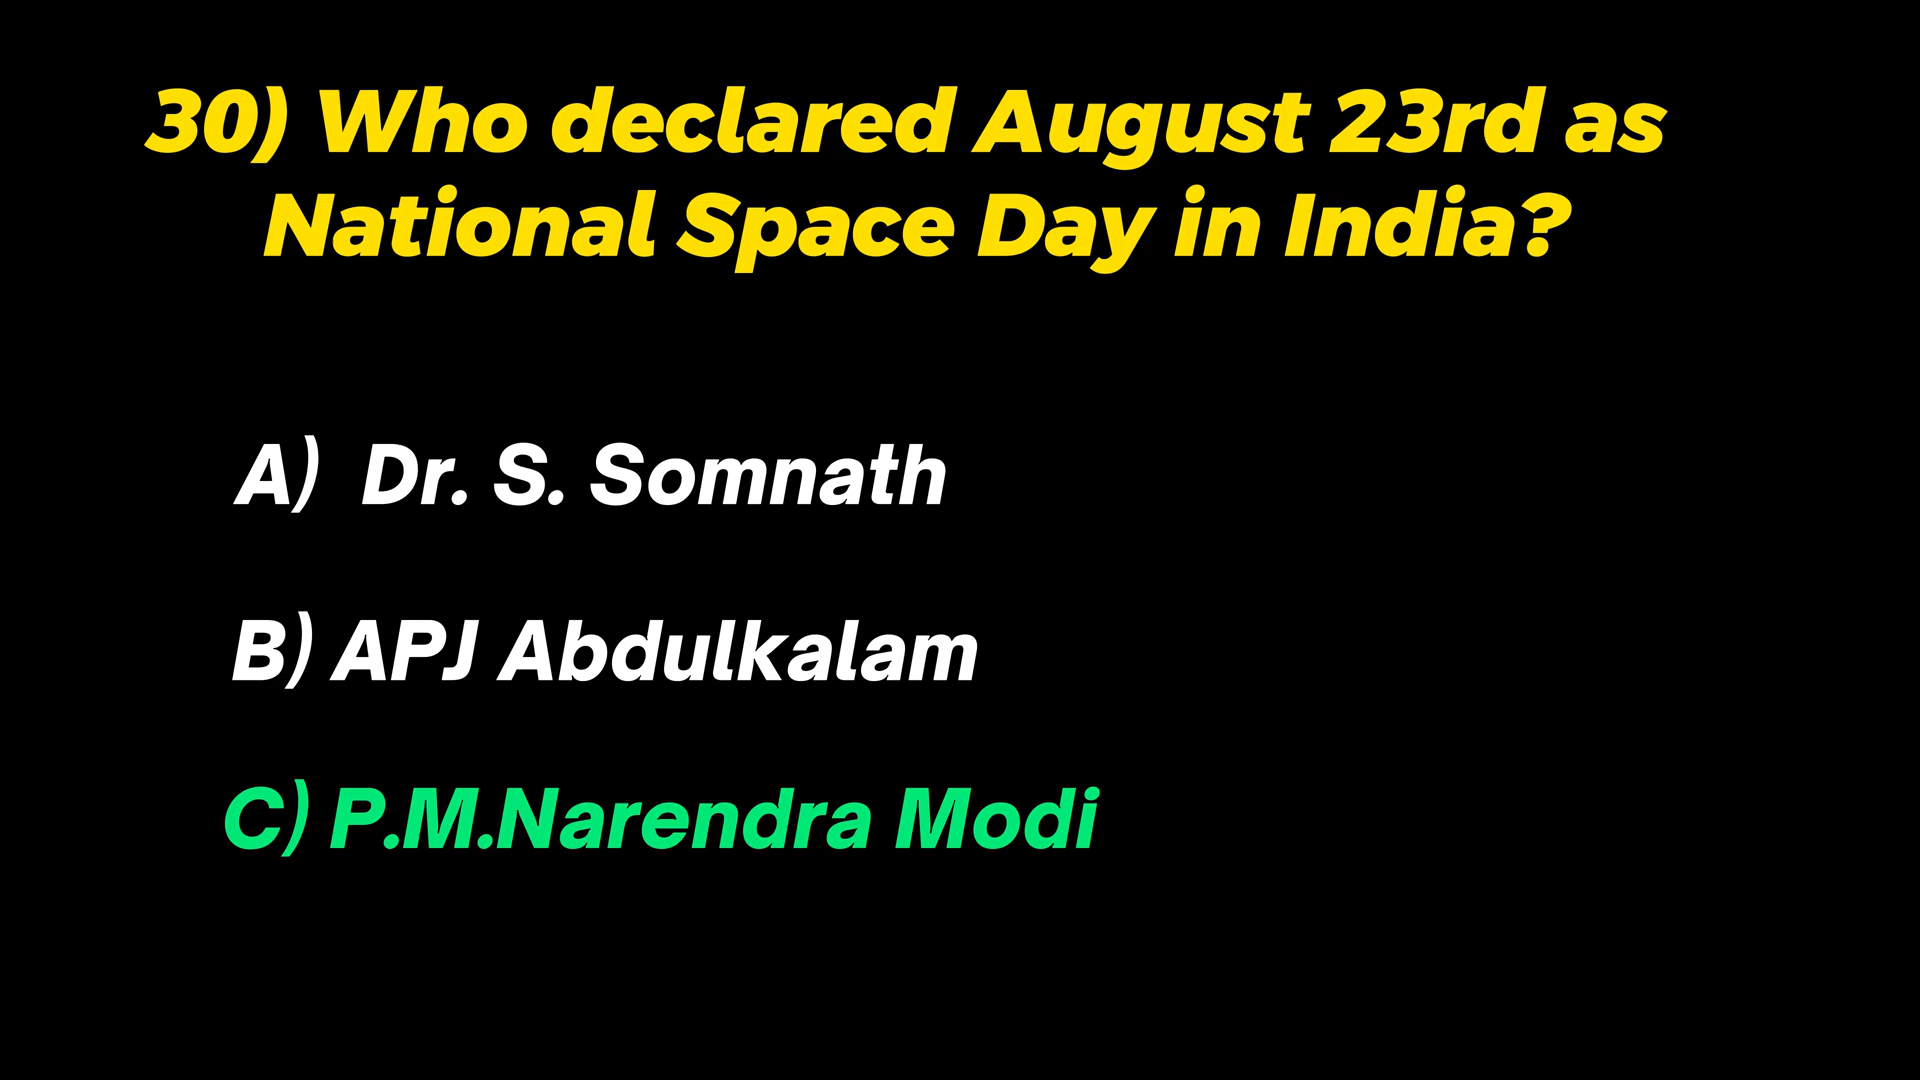 30) Who declared August 23rd as
National Space Day in India?
A) Dr. S. Somnath
B) APJ Abdulkalam
C) P.M.Narendra Modi